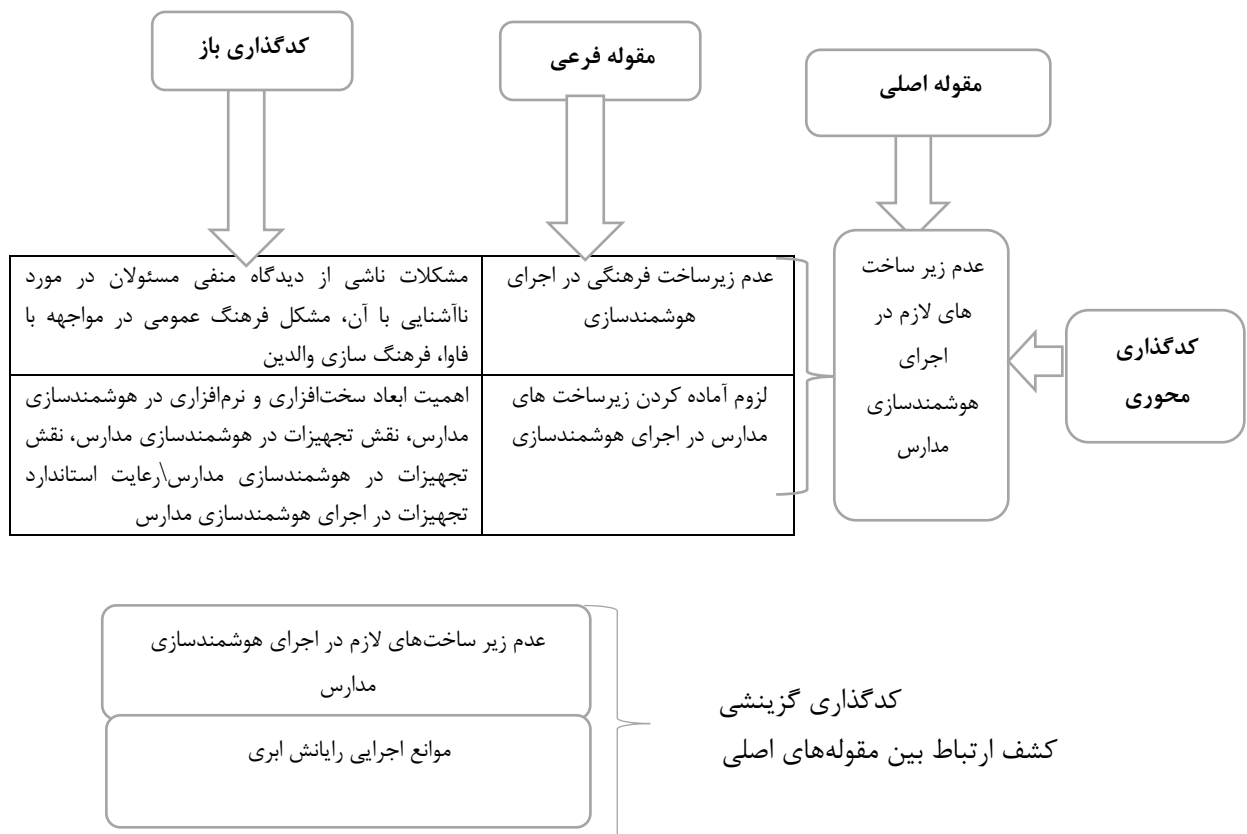 مقوله اصلی
مقوله فرعی
کدگذاری باز
کدگذاری
محوری
عدم زیر ساخت
های لازم در
اجرای
هوشمندسازی
مدارس
عدم زیرساخت فرهنگی در اجرای
هوشمندسازی
مشکلات ناشی از دیدگاه منفی مسئولان در مورد
ناآشنایی با آن، مشکل فرهنگ عمومی در مواجهه با
فاوا، فرهنگ سازی والدین
لزوم آماده کردن زیرساخت های
مدارس در اجرای هوشمندسازی
اهمیت ابعاد سخت‌افزاری و نرم‌افزاری در هوشمندسازی
مدارس، نقش تجهیزات در هوشمندسازی مدارس، نقش
تجهیزات در هوشمندسازی مدارس\رعایت استاندارد
تجهیزات در اجرای هوشمندسازی مدارس
کدگذاری گزینشی
کشف ارتباط بین مقوله‌های اصلی
عدم زیر ساخت‌های لازم در اجرای هوشمندسازی
مدارس
موانع اجرایی رایانش ابری